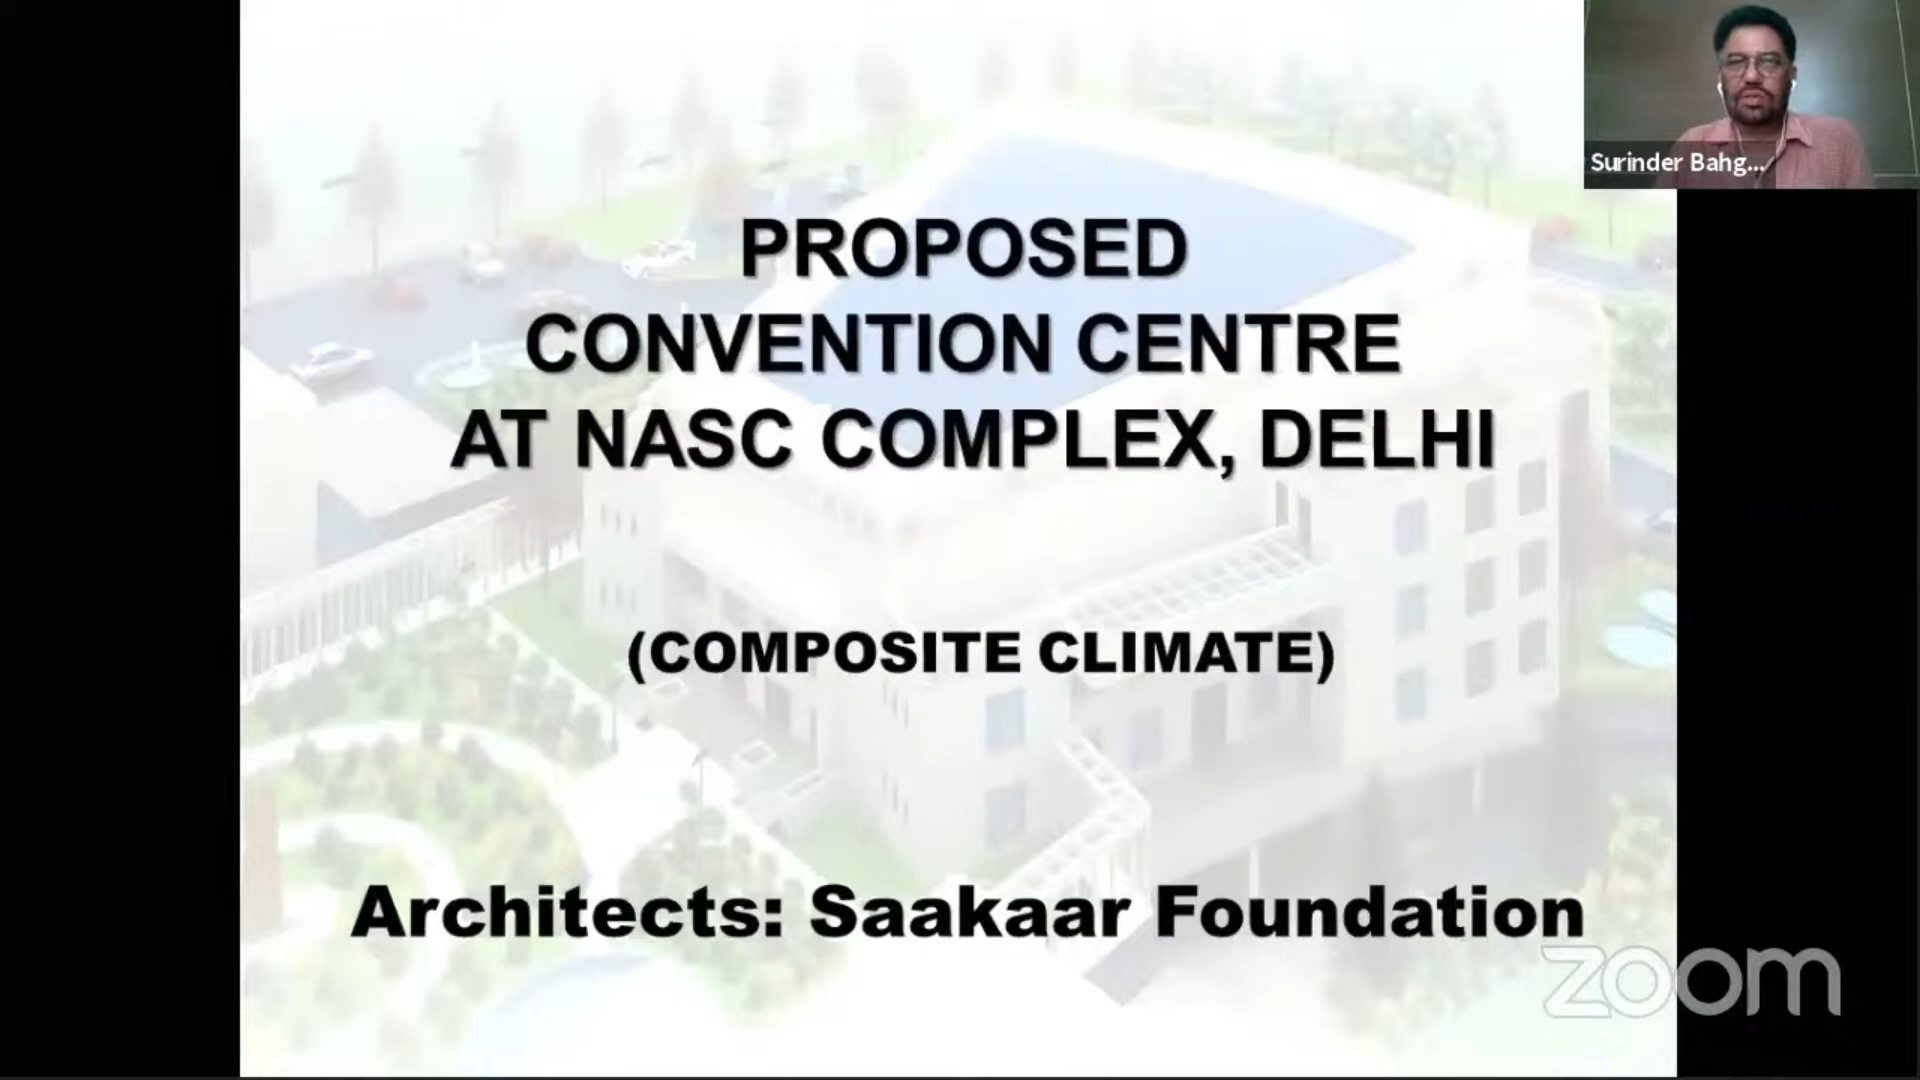 Surinder Bahg...
PROPOSED
CONVENTION CENTRE
AT NASC COMPLEX, DELHI
(COMPOSITE CLIMATE)
Architects: Saakaar Foundation
zoom